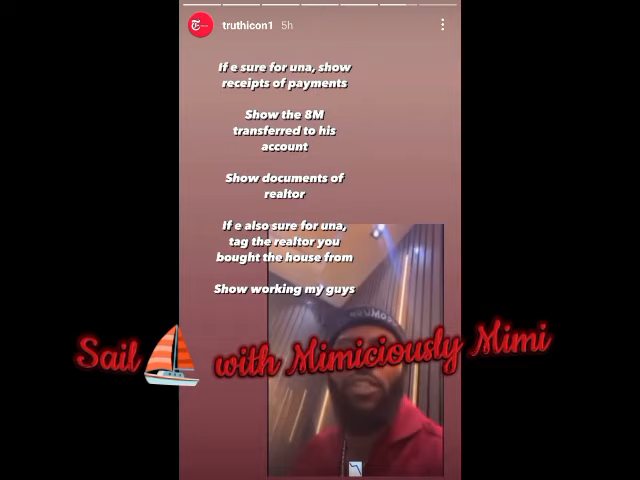 truthicon1 5h
If e sure for una, show
receipts of payments
Show the 8M
transferred to his
account
Show documents of
realtor
If e also sure for una,
tag the realtor you
bought the house from
Show working my guys
Sail with Mimiciously Mimi